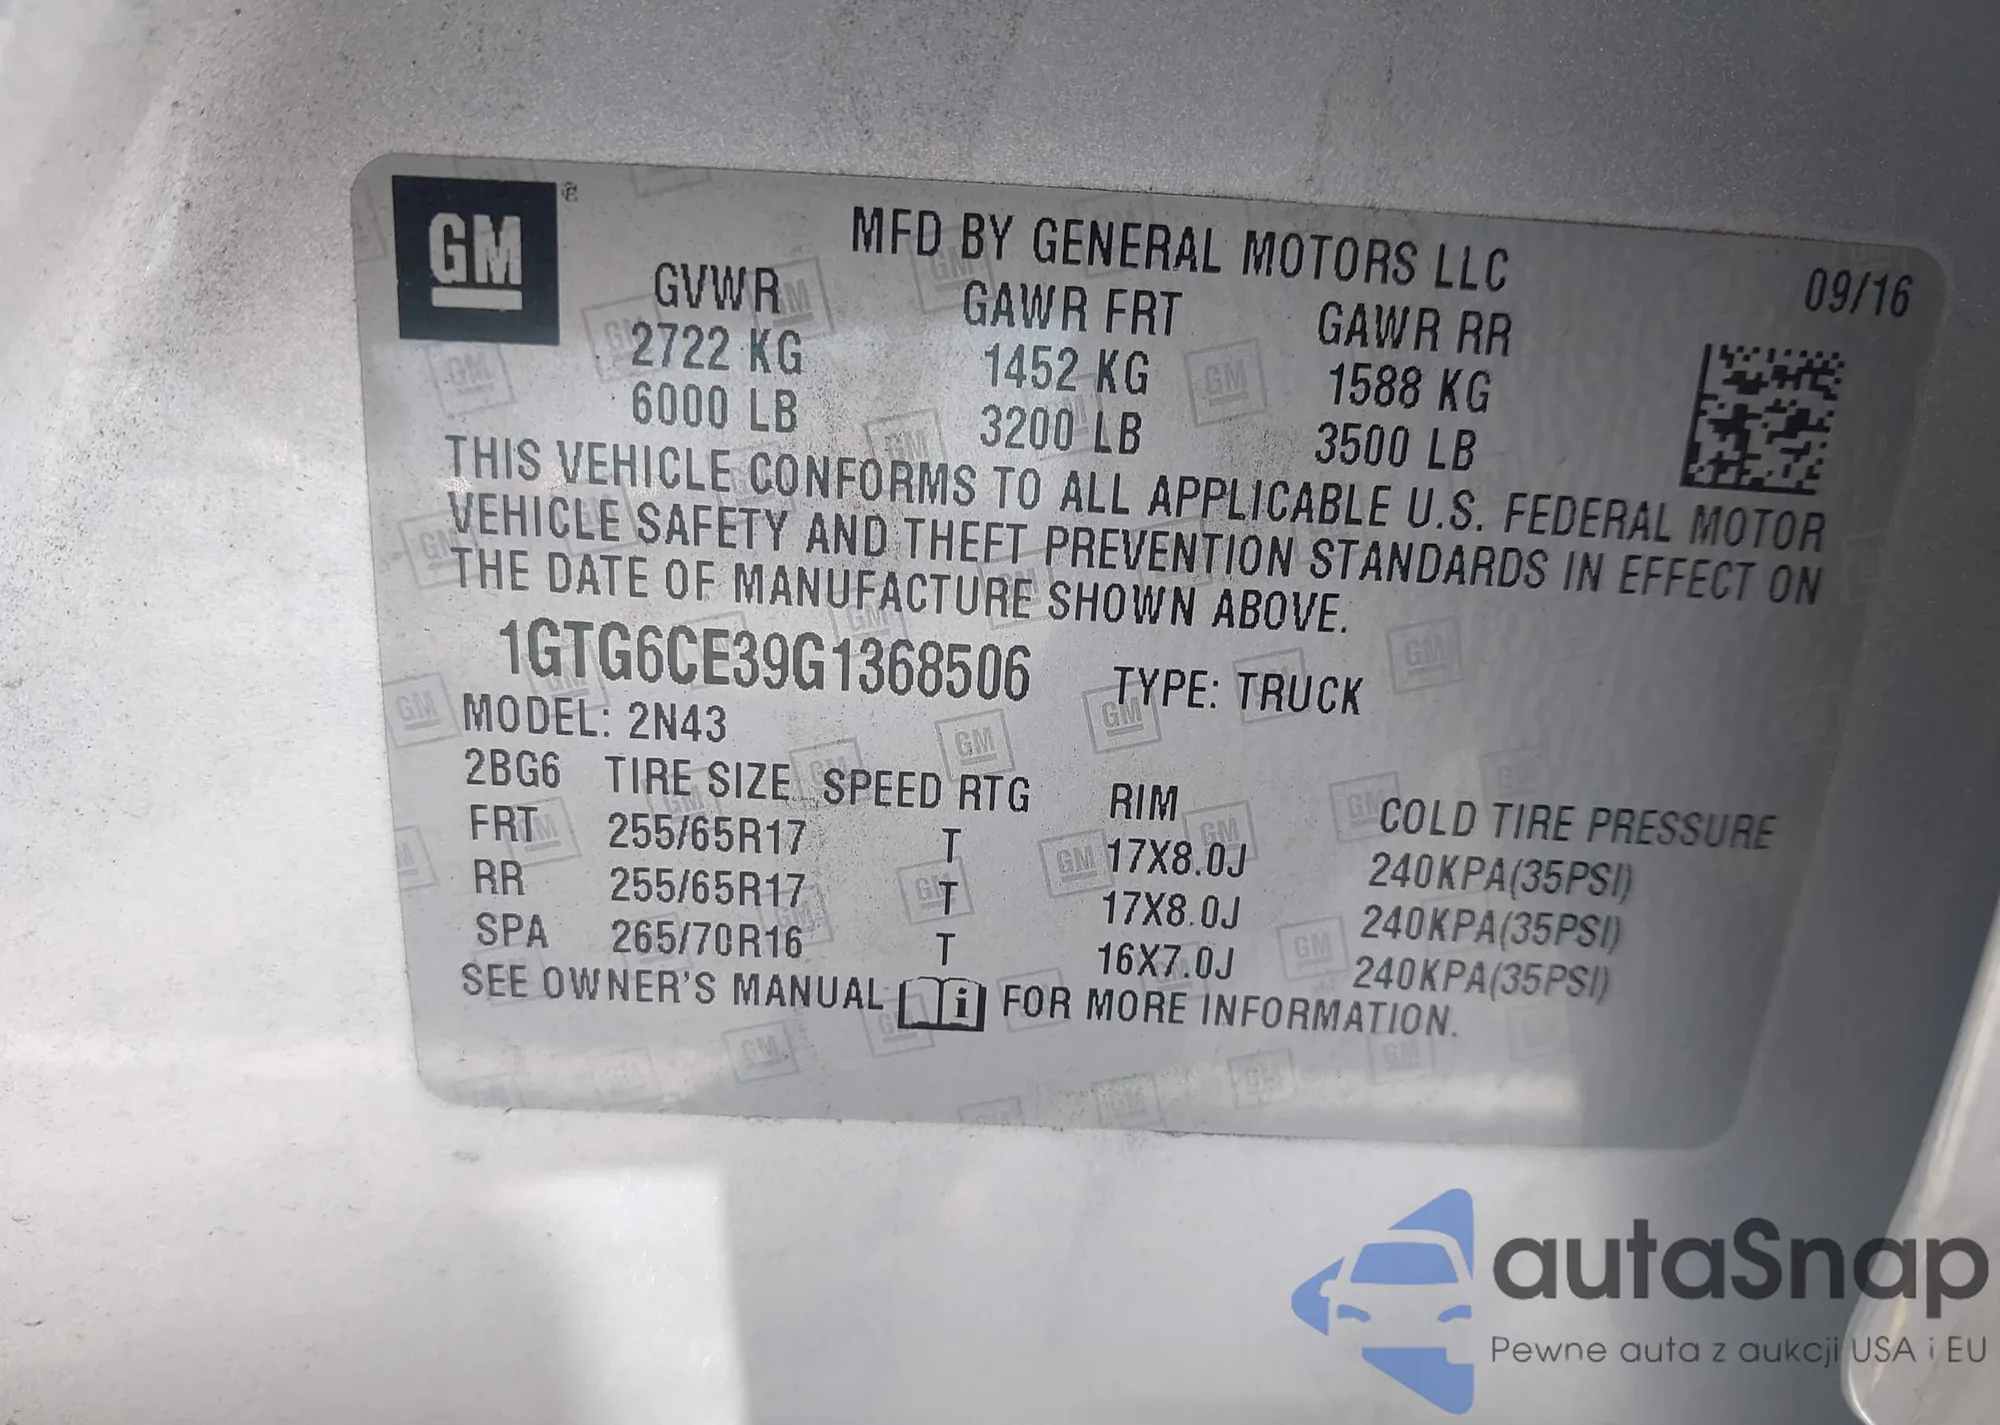 GM ®
MFD BY GENERAL MOTORS LLC 09/16
GVWR GAWR FRT GAWR RR
2722 KG 1452 KG 1588 KG
6000 LB 3200 LB 3500 LB
THIS VEHICLE CONFORMS TO ALL APPLICABLE U.S. FEDERAL MOTOR
VEHICLE SAFETY AND THEFT PREVENTION STANDARDS IN EFFECT ON
THE DATE OF MANUFACTURE SHOWN ABOVE.
1GTG6CE39G1368506 TYPE: TRUCK
MODEL: 2N43
2BG6 TIRE SIZE SPEED RTG RIM COLD TIRE PRESSURE
FRT 255/65R17 T 17X8.0J 240KPA(35PSI)
RR 255/65R17 T 17X8.0J 240KPA(35PSI)
SPA 265/70R16 T 16X7.0J 240KPA(35PSI)
SEE OWNER'S MANUAL i FOR MORE INFORMATION.
autaSnap
Pewne auta z aukcji USA i EU